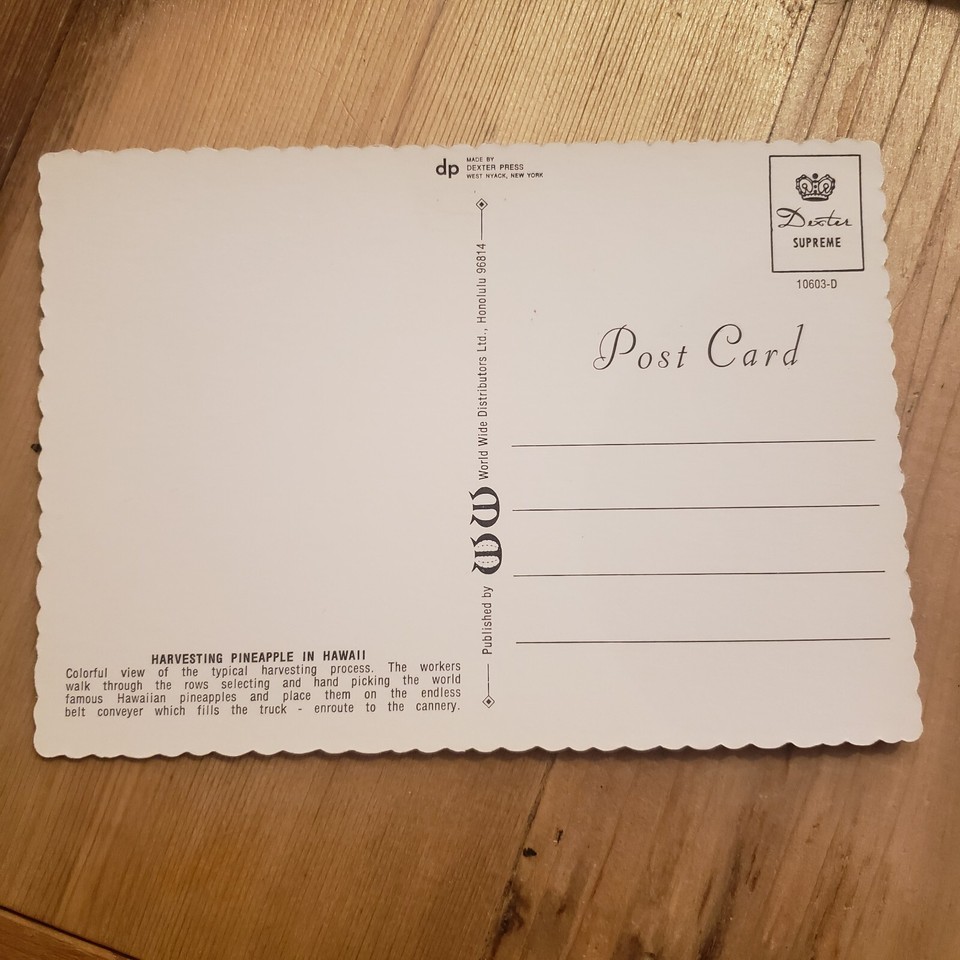 dp MADE BY
DEXTER PRESS
WEST NYACK, NEW YORK
Dexter
SUPREME
10603-D
Post Card
Published by WW World Wide Distributors Ltd., Honolulu 96814
HARVESTING PINEAPPLE IN HAWAII
Colorful view of the typical harvesting process. The workers
walk through the rows selecting and hand picking the world
famous Hawaiian pineapples and place them on the endless
belt conveyer which fills the truck - enroute to the cannery.